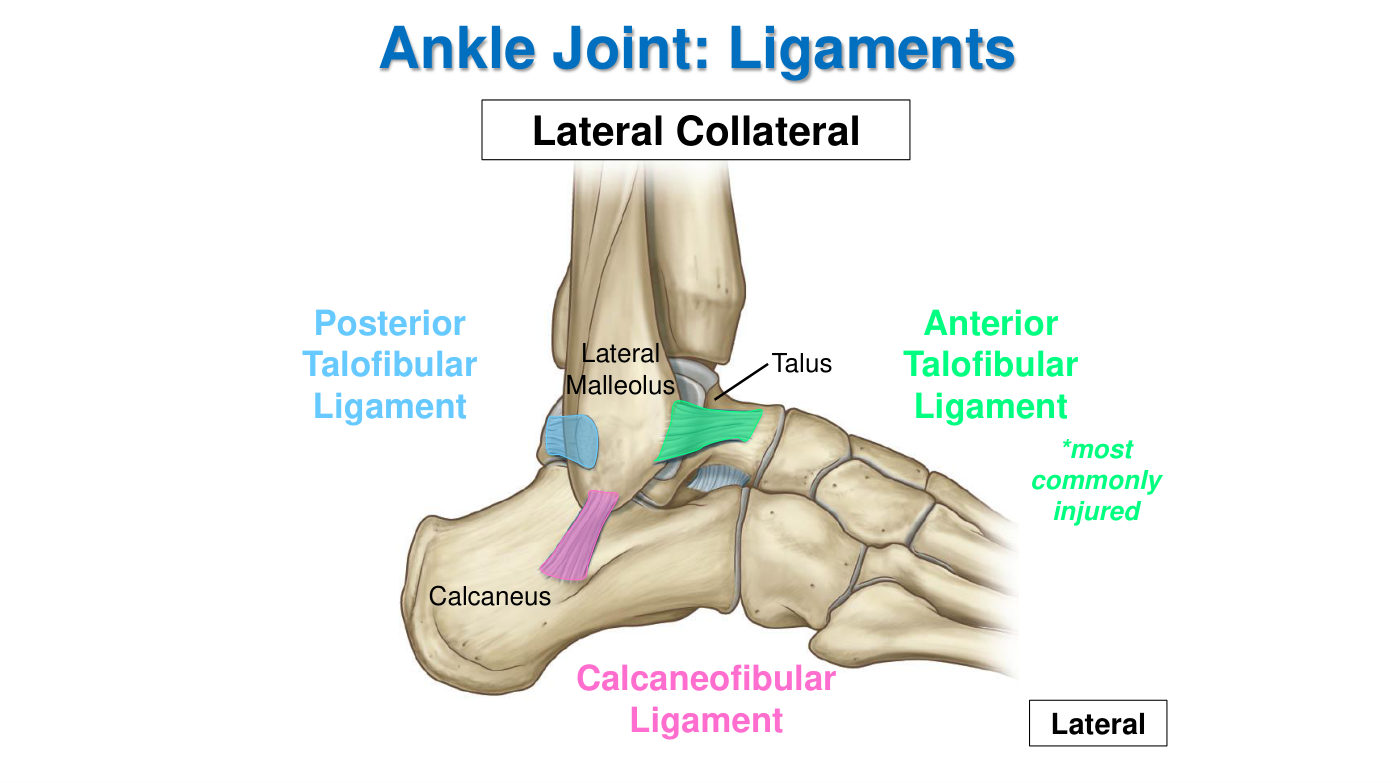 Ankle Joint: Ligaments
Lateral Collateral
Posterior
Talofibular
Ligament
Lateral
Malleolus
Talus
Anterior
Talofibular
Ligament
*most
commonly
injured
Calcaneus
Calcaneofibular
Ligament
Lateral